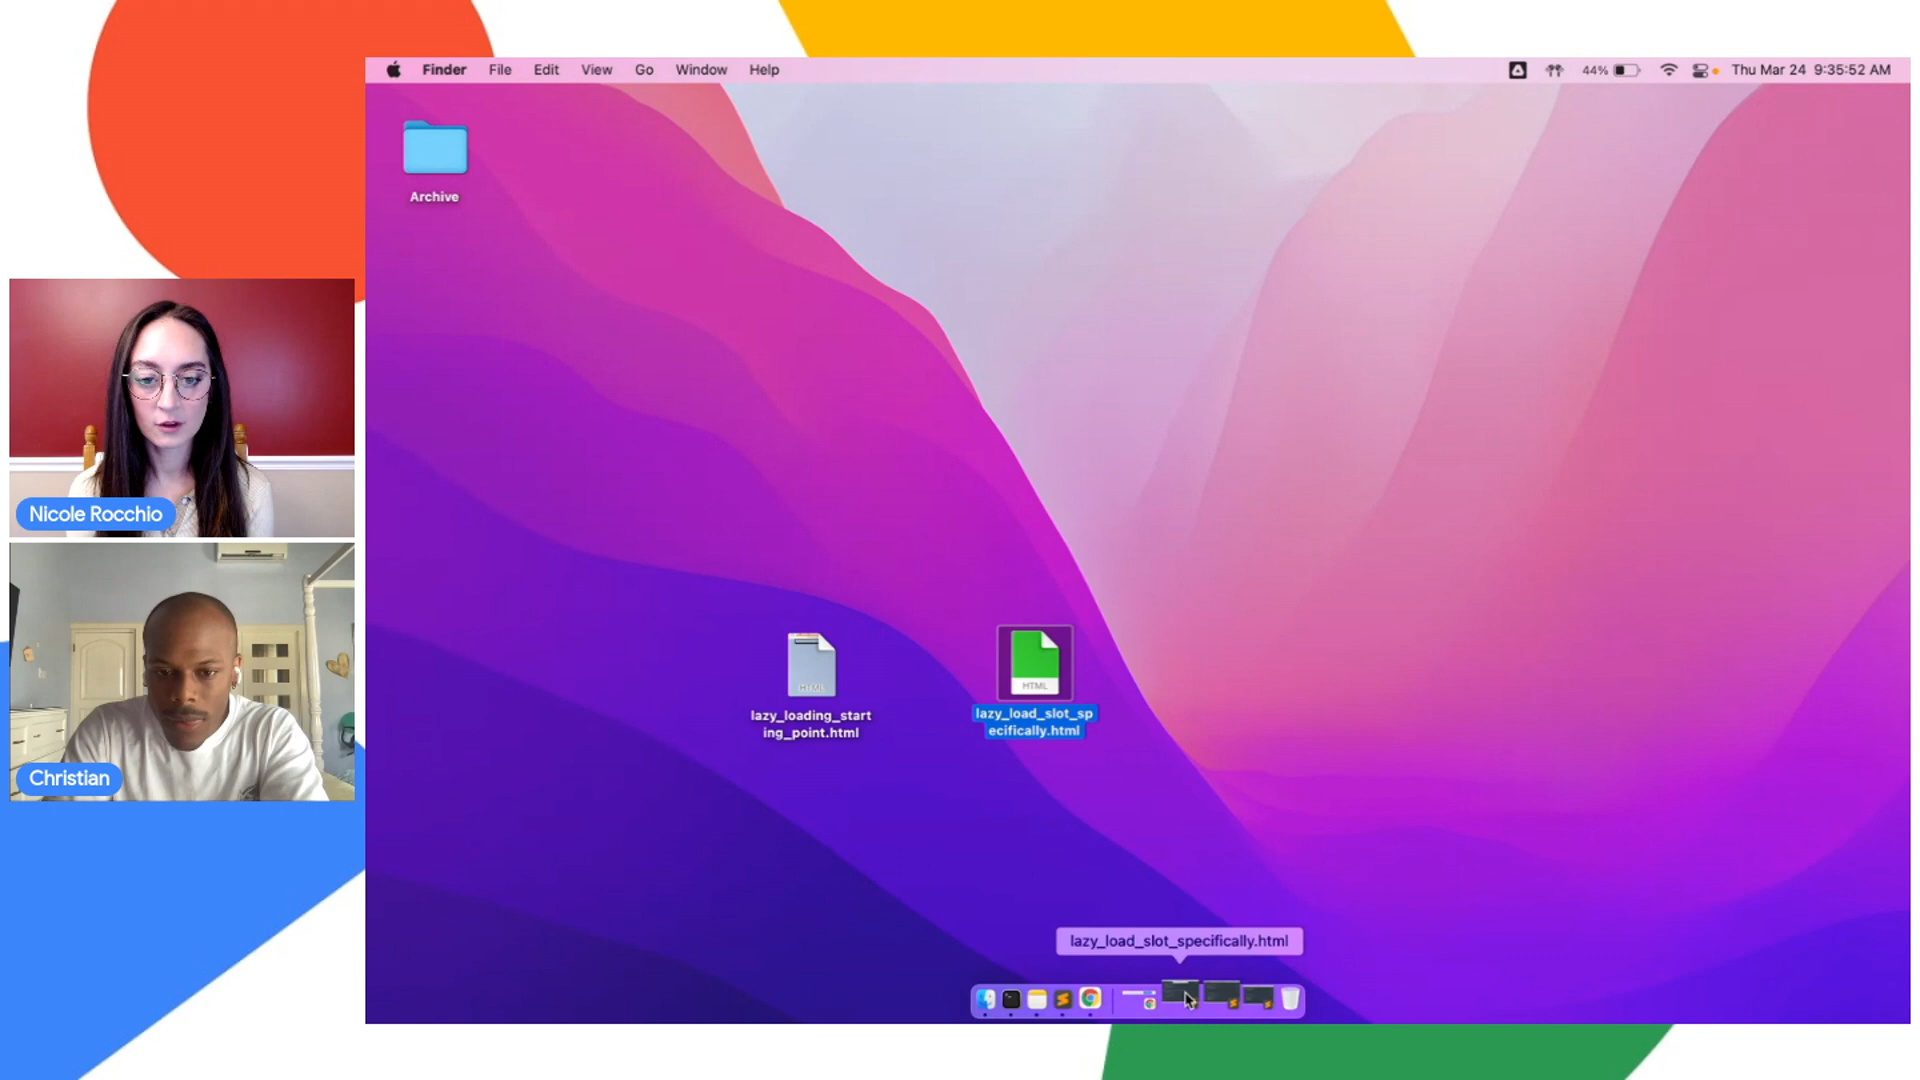 Finder File Edit View Go Window Help
44% Thu Mar 24 9:35:52 AM
Archive
Nicole Rocchio
Christian
HTML
lazy_loading_start
ing_point.html
HTML
lazy_load_slot_sp
ecifically.html
lazy_load_slot_specifically.html